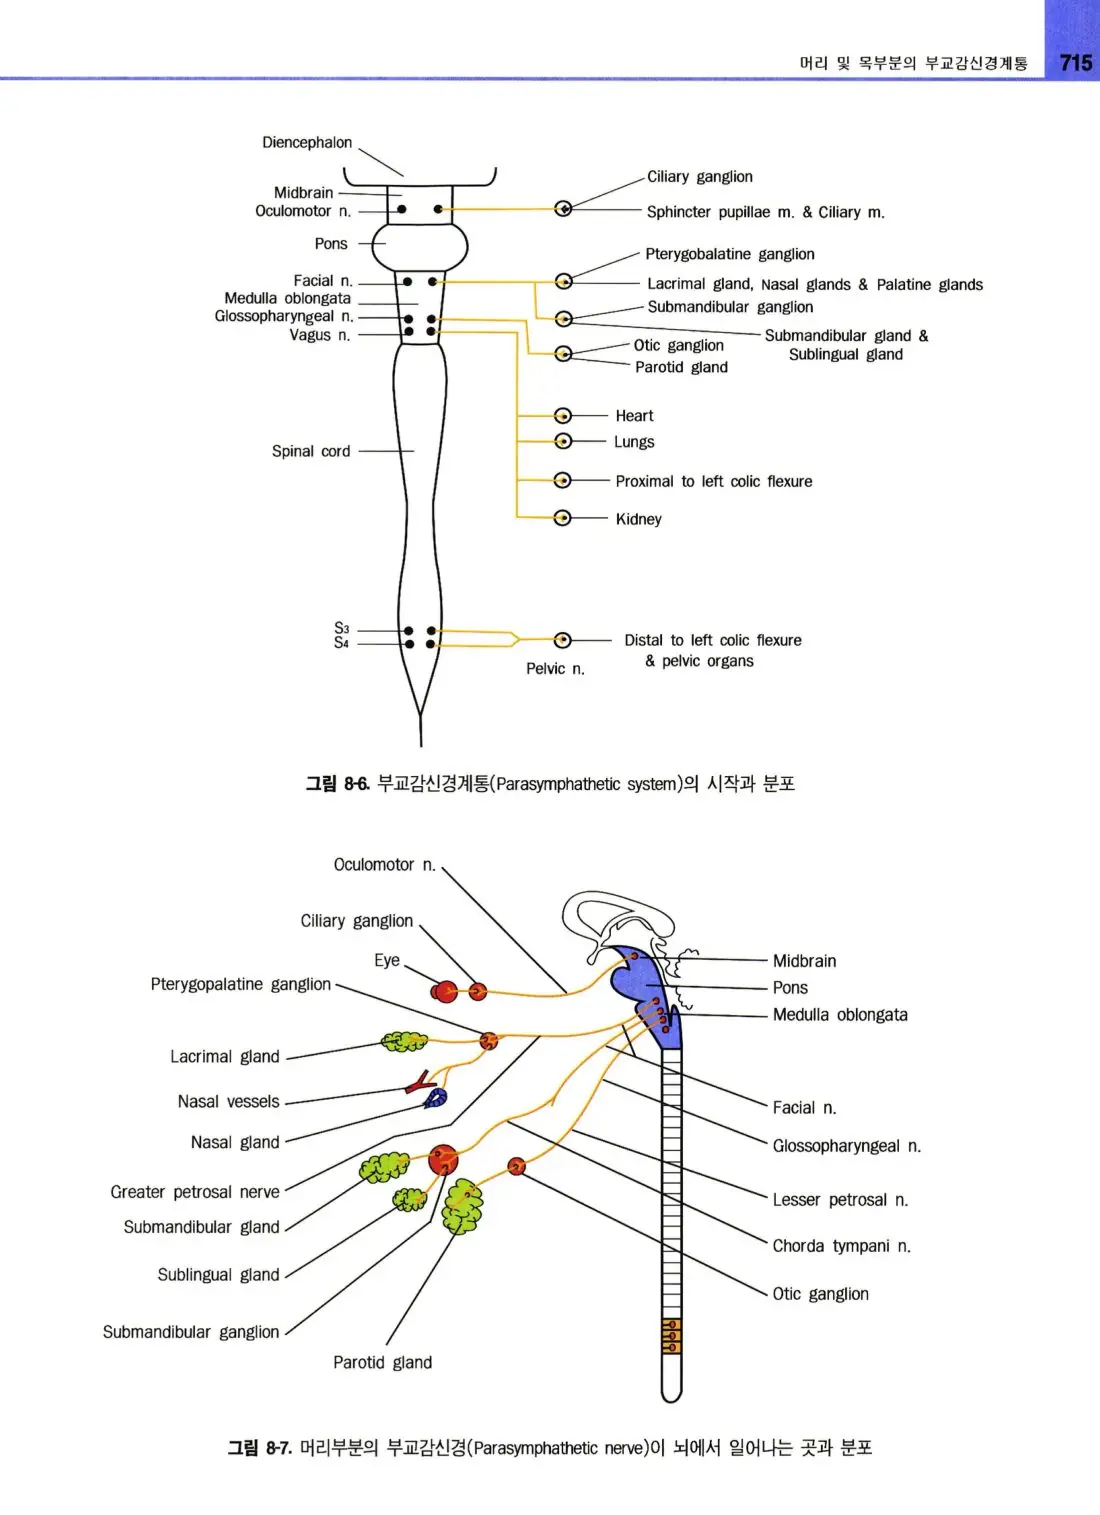 머리 및 목부분의 부교감신경계통 715
Diencephalon
Midbrain
Oculomotor n.
Pons
Facial n.
Medulla oblongata
Glossopharyngeal n.
Vagus n.
Spinal cord
S3
S4
Ciliary ganglion
Sphincter pupillae m. & Ciliary m.
Pterygobalatine ganglion
Lacrimal gland, Nasal glands & Palatine glands
Submandibular ganglion
Submandibular gland &
Sublingual gland
Otic ganglion
Parotid gland
Heart
Lungs
Proximal to left colic flexure
Kidney
Distal to left colic flexure
& pelvic organs
Pelvic n.
그림 8-6. 부교감신경계통(Parasymphathetic system)의 시작과 분포
Oculomotor n.
Ciliary ganglion
Eye
Pterygopalatine ganglion
Lacrimal gland
Nasal vessels
Nasal gland
Greater petrosal nerve
Submandibular gland
Sublingual gland
Submandibular ganglion
Parotid gland
Midbrain
Pons
Medulla oblongata
Facial n.
Glossopharyngeal n.
Lesser petrosal n.
Chorda tympani n.
Otic ganglion
그림 8-7. 머리부분의 부교감신경(Parasymphathetic nerve)이 뇌에서 일어나는 곳과 분포